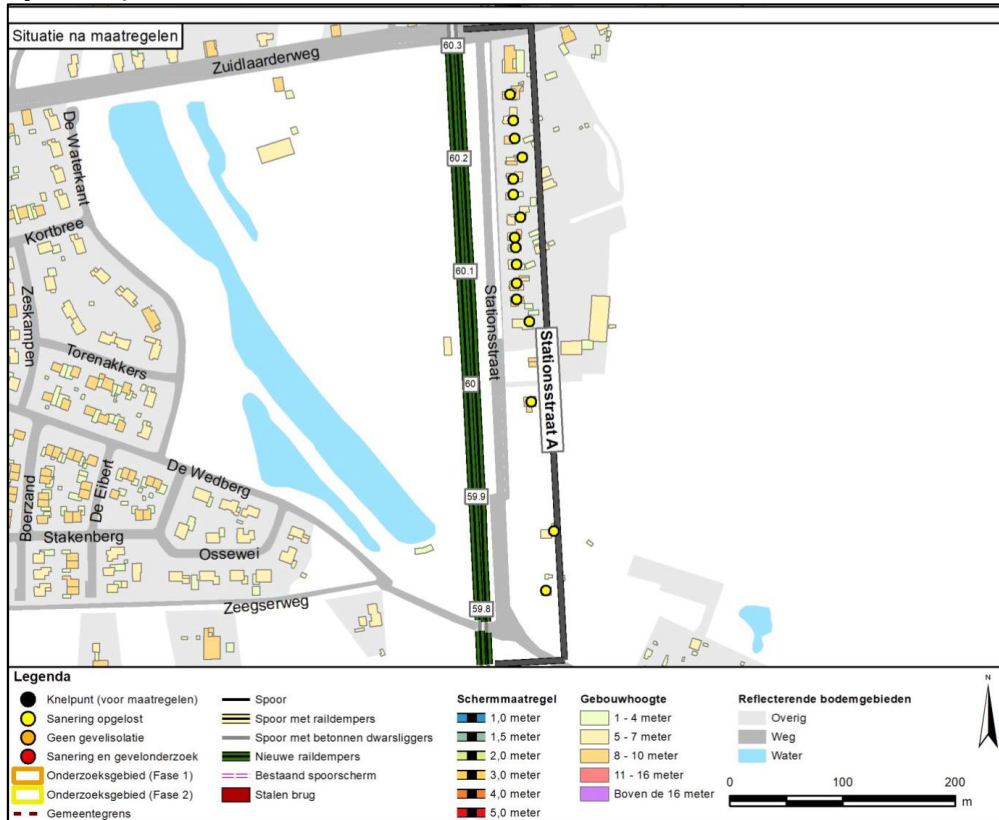 Situatie na maatregelen
60.3
Zuidlaarderweg
De Waterkant
60.2
Kortbree
60.1
Zeskampen
Stationsstraat
Torenakkers
60
Stationsstraat A
De Wedberg
59.9
Boerzand
De Eibert
Stakenberg
Ossewei
Zeegserweg
59.8
Legenda
Knelpunt (voor maatregelen)
Sanering opgelost
Geen gevelisolatie
Sanering en gevelonderzoek
Onderzoeksgebied (Fase 1)
Onderzoeksgebied (Fase 2)
Gemeentegrens
Spoor
Spoor met raildempers
Spoor met betonnen dwarsliggers
Nieuwe raildempers
Bestaand spoorscherm
Stalen brug
Schermmaatregel
1,0 meter
1,5 meter
2,0 meter
3,0 meter
4,0 meter
5,0 meter
Gebouwhoogte
1 - 4 meter
5 - 7 meter
8 - 10 meter
11 - 16 meter
Boven de 16 meter
Reflecterende bodemgebieden
Overig
Weg
Water
N
0 100 200
m